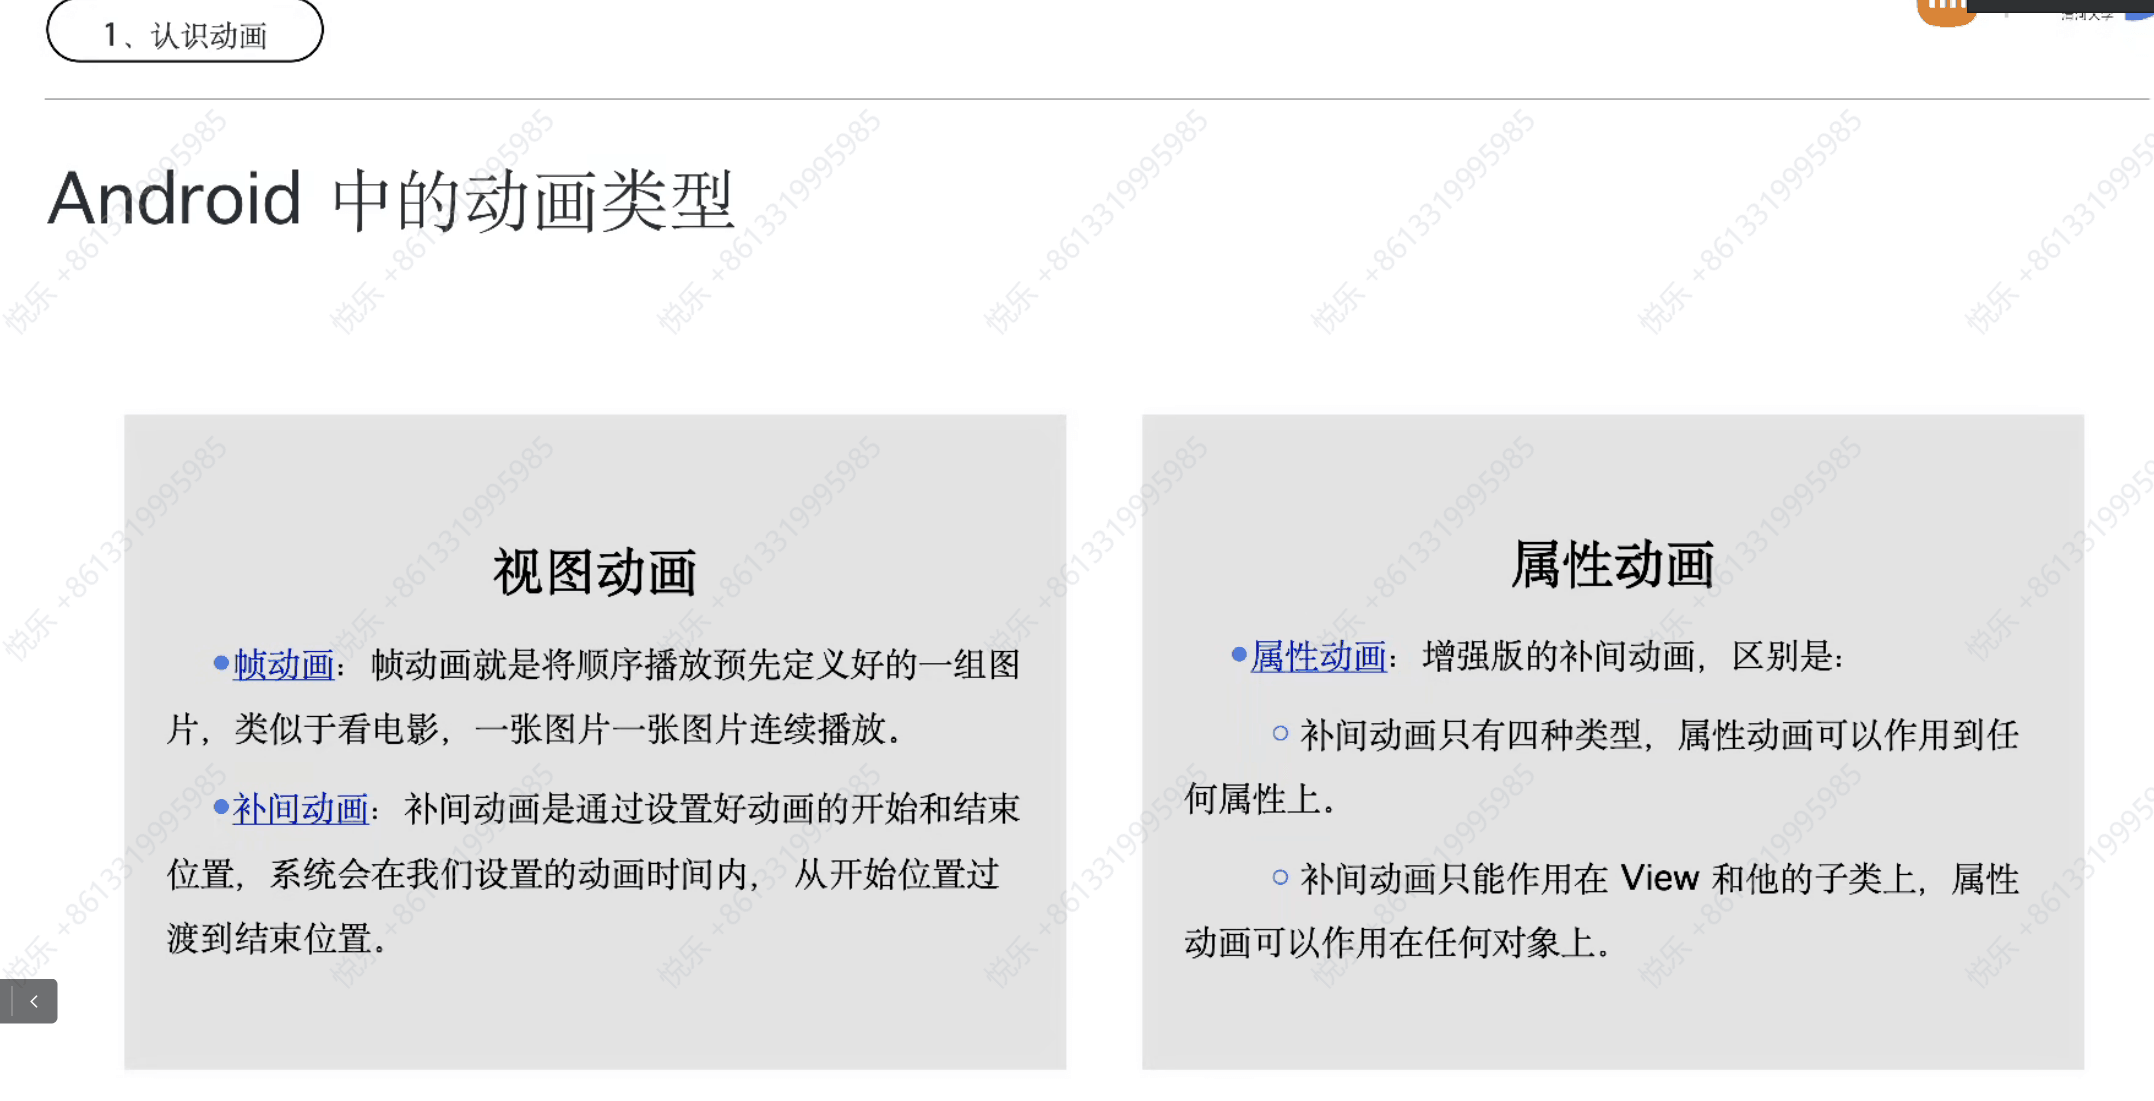 1、认识动画
Android 中的动画类型
视图动画
●帧动画：帧动画就是将顺序播放预先定义好的一组图
片，类似于看电影，一张图片一张图片连续播放。
●补间动画：补间动画是通过设置好动画的开始和结束
位置，系统会在我们设置的动画时间内， 从开始位置过
渡到结束位置。
属性动画
●属性动画：增强版的补间动画，区别是：
○ 补间动画只有四种类型，属性动画可以作用到任
何属性上。
○ 补间动画只能作用在 View 和他的子类上，属性
动画可以作用在任何对象上。
悦乐 +8613319995985